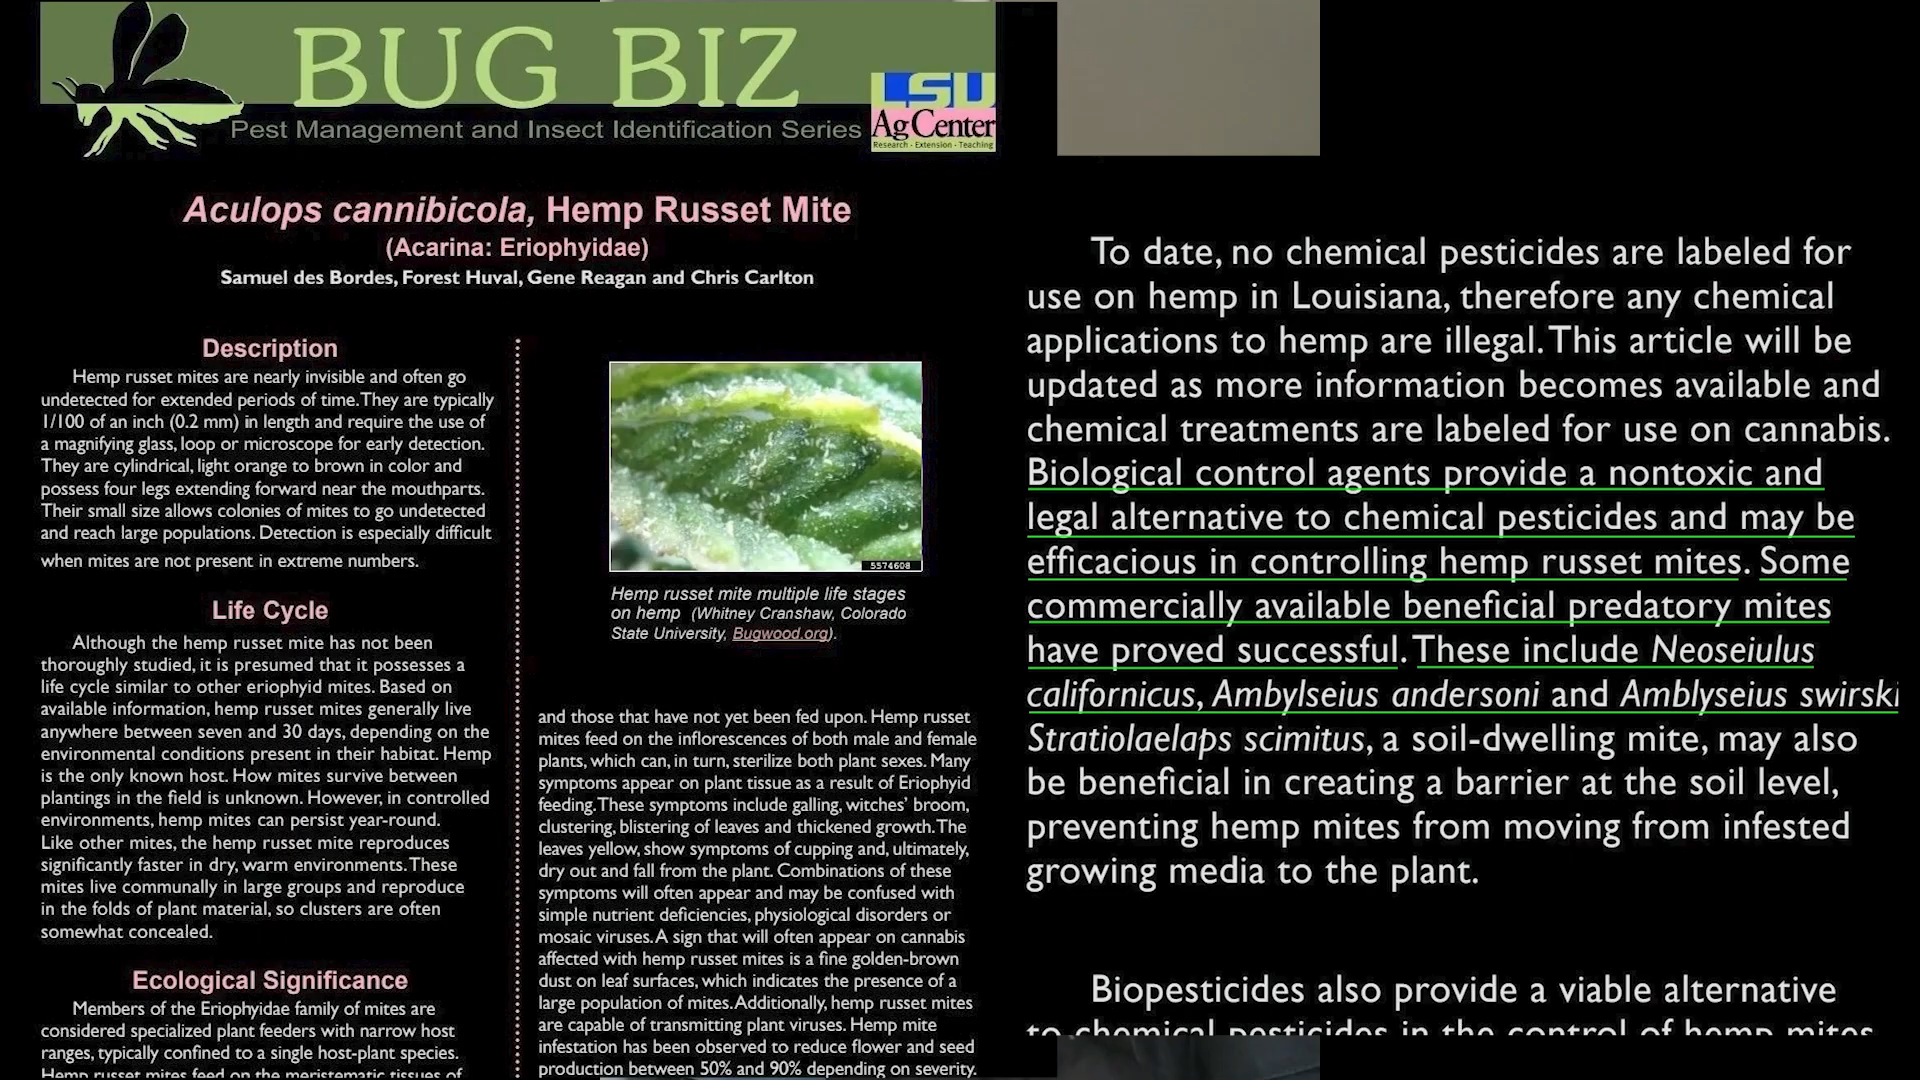 BUG BIZ
Pest Management and Insect Identification Series
LSU
AgCenter
Research - Extension - Teaching
Aculops cannibicola, Hemp Russet Mite
(Acarina: Eriophyidae)
Samuel des Bordes, Forest Huval, Gene Reagan and Chris Carlton
Description
Hemp russet mites are nearly invisible and often go
undetected for extended periods of time. They are typically
1/100 of an inch (0.2 mm) in length and require the use of
a magnifying glass, loop or microscope for early detection.
They are cylindrical, light orange to brown in color and
possess four legs extending forward near the mouthparts.
Their small size allows colonies of mites to go undetected
and reach large populations. Detection is especially difficult
when mites are not present in extreme numbers.
Life Cycle
Although the hemp russet mite has not been
thoroughly studied, it is presumed that it possesses a
life cycle similar to other eriophyid mites. Based on
available information, hemp russet mites generally live
anywhere between seven and 30 days, depending on the
environmental conditions present in their habitat. Hemp
is the only known host. How mites survive between
plantings in the field is unknown. However, in controlled
environments, hemp mites can persist year-round.
Like other mites, the hemp russet mite reproduces
significantly faster in dry, warm environments. These
mites live communally in large groups and reproduce
in the folds of plant material, so clusters are often
somewhat concealed.
Ecological Significance
Members of the Eriophyidae family of mites are
considered specialized plant feeders with narrow host
ranges, typically confined to a single host-plant species.
Hemp russet mites feed on the meristematic tissues of
5574608
Hemp russet mite multiple life stages
on hemp (Whitney Cranshaw, Colorado
State University, Bugwood.org).
and those that have not yet been fed upon. Hemp russet
mites feed on the inflorescences of both male and female
plants, which can, in turn, sterilize both plant sexes. Many
symptoms appear on plant tissue as a result of Eriophyid
feeding. These symptoms include galling, witches' broom,
clustering, blistering of leaves and thickened growth. The
leaves yellow, show symptoms of cupping and, ultimately,
dry out and fall from the plant. Combinations of these
symptoms will often appear and may be confused with
simple nutrient deficiencies, physiological disorders or
mosaic viruses. A sign that will often appear on cannabis
affected with hemp russet mites is a fine golden-brown
dust on leaf surfaces, which indicates the presence of a
large population of mites. Additionally, hemp russet mites
are capable of transmitting plant viruses. Hemp mite
infestation has been observed to reduce flower and seed
production between 50% and 90% depending on severity.
To date, no chemical pesticides are labeled for
use on hemp in Louisiana, therefore any chemical
applications to hemp are illegal. This article will be
updated as more information becomes available and
chemical treatments are labeled for use on cannabis.
Biological control agents provide a nontoxic and
legal alternative to chemical pesticides and may be
efficacious in controlling hemp russet mites. Some
commercially available beneficial predatory mites
have proved successful. These include Neoseiulus
californicus, Ambylseius andersoni and Amblyseius swirski
Stratiolaelaps scimitus, a soil-dwelling mite, may also
be beneficial in creating a barrier at the soil level,
preventing hemp mites from moving from infested
growing media to the plant.
Biopesticides also provide a viable alternative
to chemical pesticides in the control of hemp mites